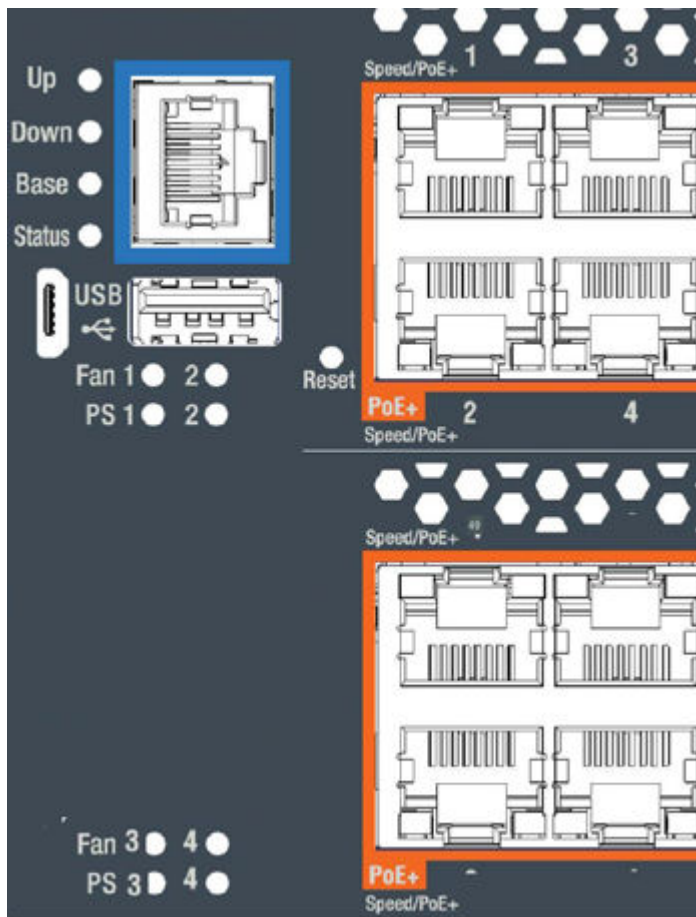 1 3
Speed/PoE+
Up
Down
Base
Status
USB
Fan 1 2
PS 1 2
Reset
PoE+ 2 4
Speed/PoE+
Speed/PoE+ 49
PoE+
Speed/PoE+
Fan 3 4
PS 3 4